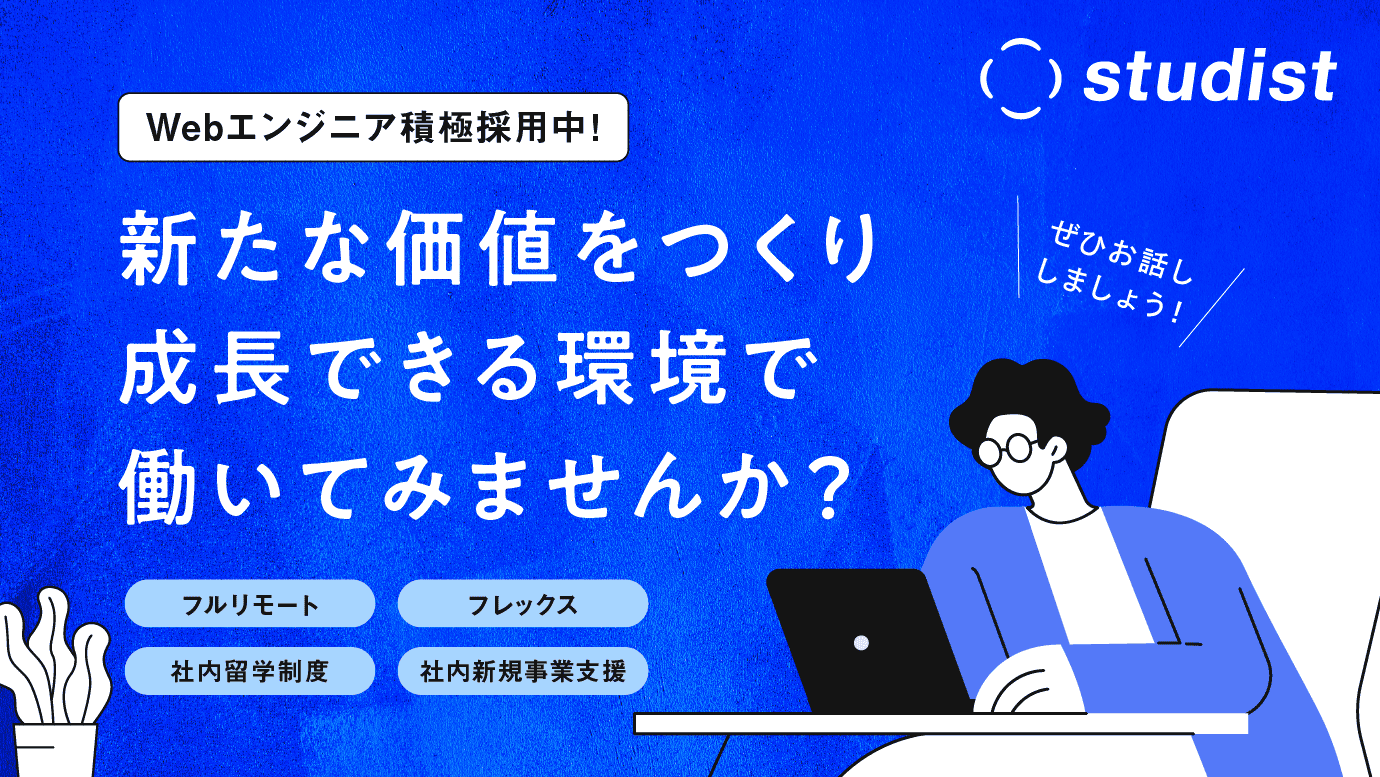 studist
Webエンジニア積極採用中!
新たな価値をつくり
成長できる環境で
働いてみませんか?
ぜひお話し
しましょう!
フルリモート
フレックス
社内留学制度
社内新規事業支援